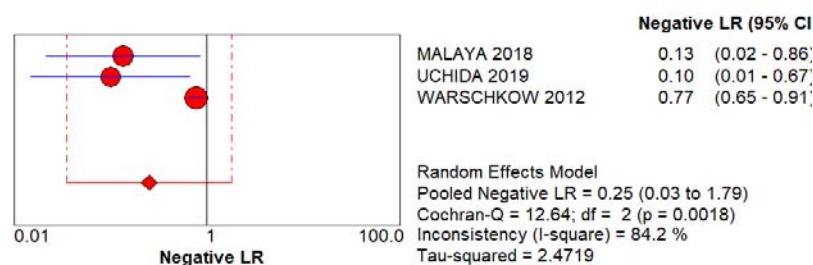 Negative LR (95% CI
MALAYA 2018 0.13 (0.02 - 0.86)
UCHIDA 2019 0.10 (0.01 - 0.67)
WARSCHKOW 2012 0.77 (0.65 - 0.91)
Random Effects Model
Pooled Negative LR = 0.25 (0.03 to 1.79)
Cochran-Q = 12.64; df = 2 (p = 0.0018)
Inconsistency (I-square) = 84.2 %
Tau-squared = 2.4719
0.01 1 100.0
Negative LR